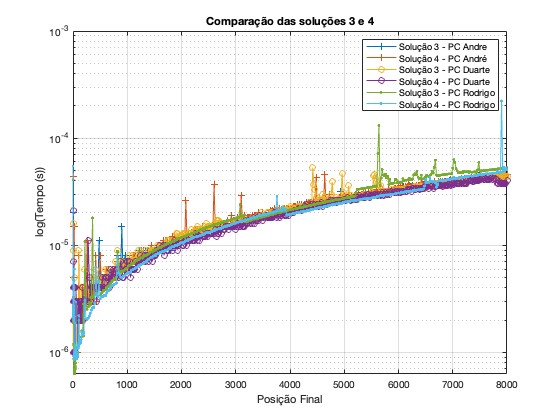 Comparação das soluções 3 e 4
10-3
Solução 3 - PC Andre
Solução 4 - PC André
Solução 3 - PC Duarte
Solução 4 - PC Duarte
Solução 3 - PC Rodrigo
Solução 4 - PC Rodrigo
10-4
log(Tempo (s))
10-5
10-6
0 1000 2000 3000 4000 5000 6000 7000 8000
Posição Final